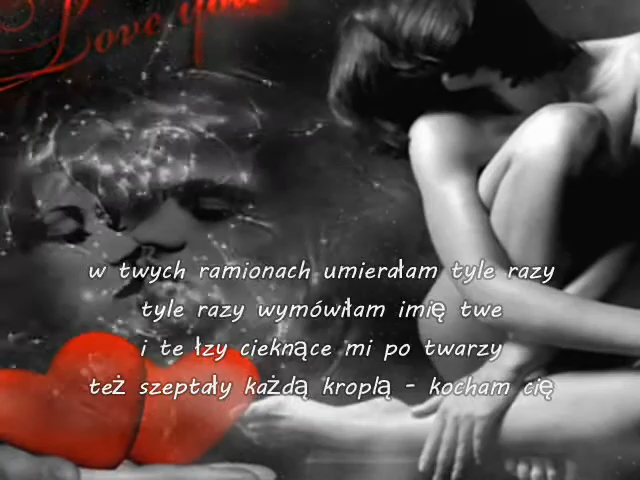 Love you
w twych ramionach umierałam tyle razy
tyle razy wymówiłam imię twe
i te łzy cieknące mi po twarzy
też szeptały każdą kroplą - kocham cię